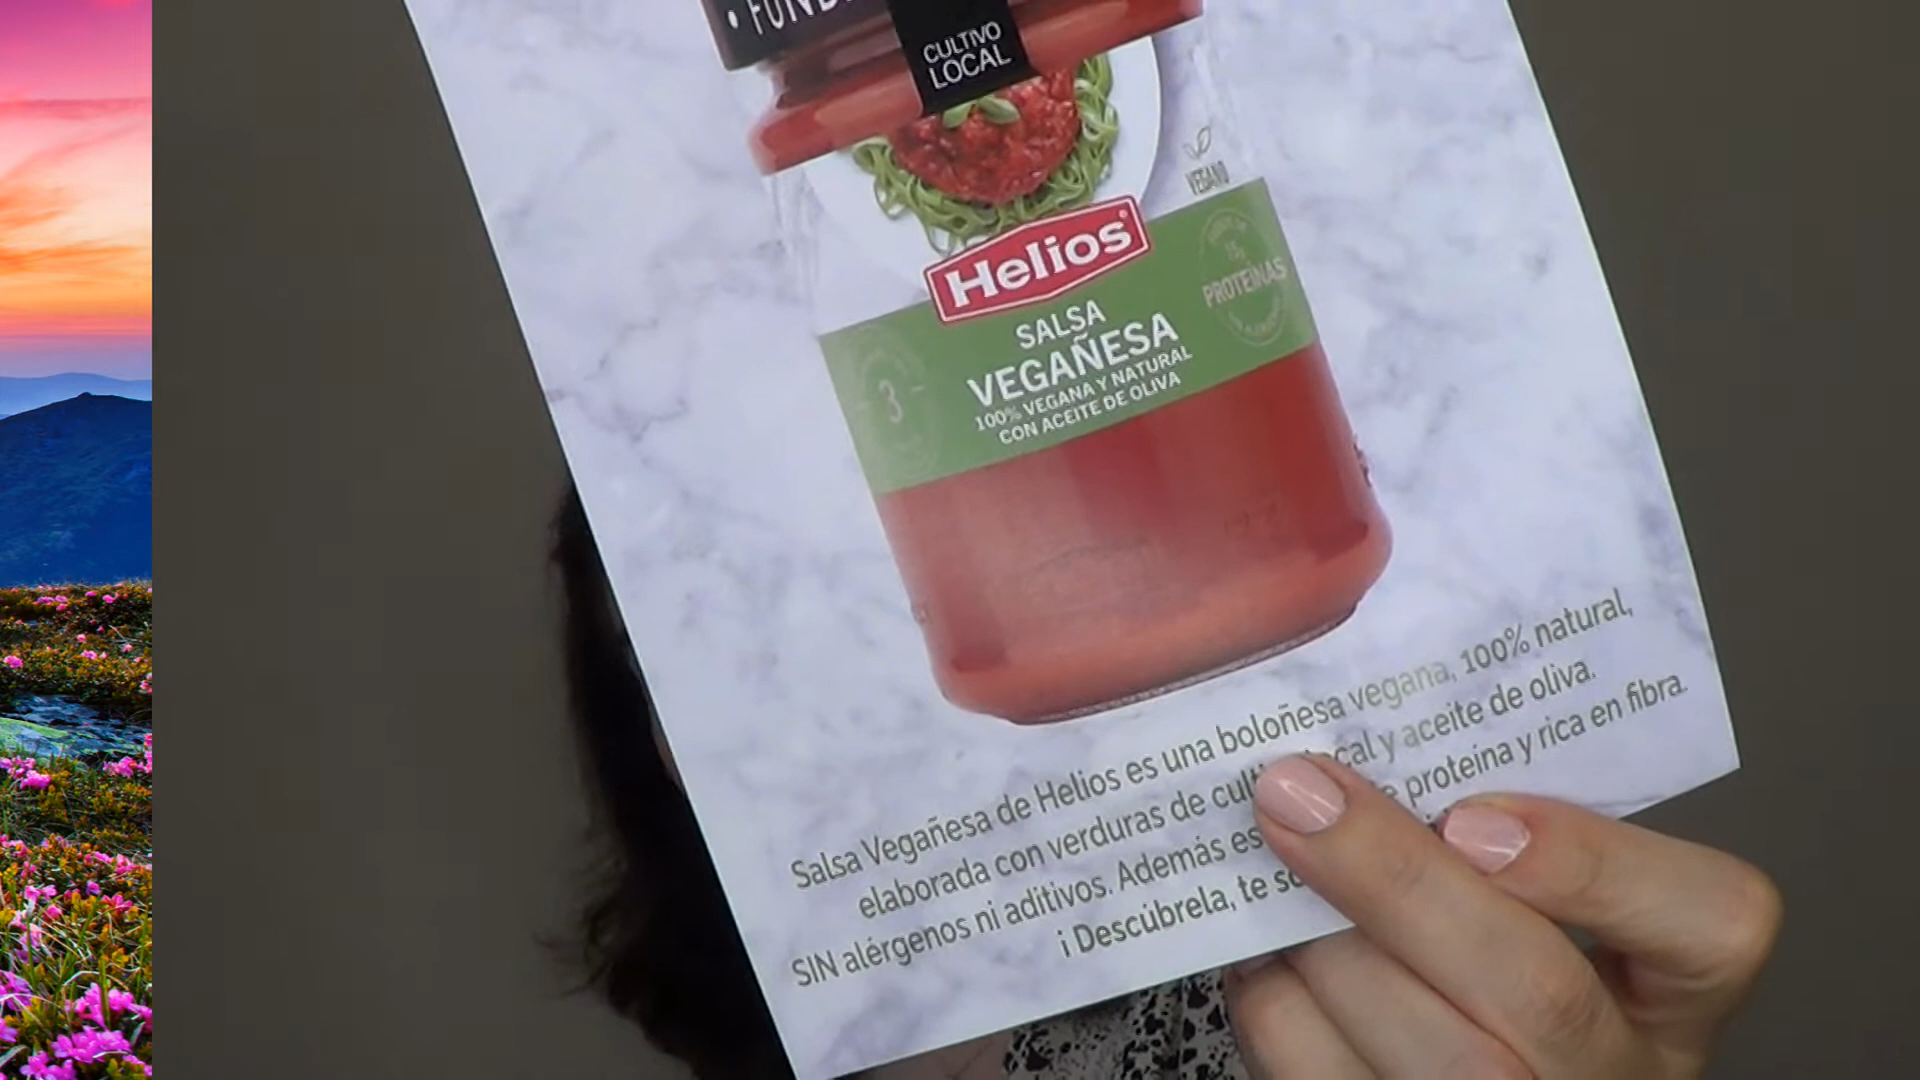 CULTIVO
LOCAL
VEGANO
Helios
PROTEÍNAS
3
SALSA
VEGAÑESA
100% VEGANA Y NATURAL
CON ACEITE DE OLIVA
Salsa Vegañesa de Helios es una boloñesa vegana, 100% natural,
elaborada con verduras de y aceite de oliva.
SIN alérgenos ni aditivos. Además es proteína y rica en fibra.
¡ Descúbrela, te